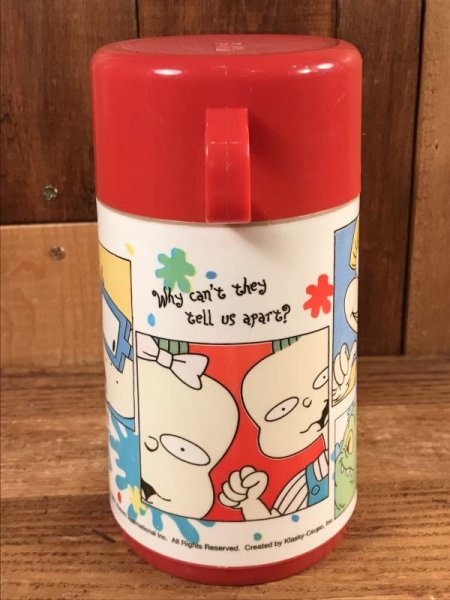 Why can't they
tell us apart?
International Inc. All Rights Reserved. Created by Klasky-Csupo, Inc.